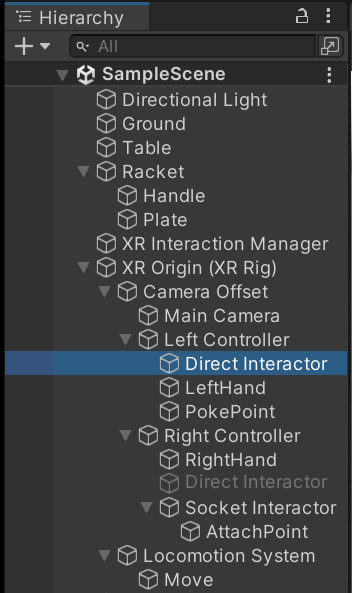 Hierarchy
All
SampleScene
Directional Light
Ground
Table
Racket
Handle
Plate
XR Interaction Manager
XR Origin (XR Rig)
Camera Offset
Main Camera
Left Controller
Direct Interactor
LeftHand
PokePoint
Right Controller
RightHand
Direct Interactor
Socket Interactor
AttachPoint
Locomotion System
Move